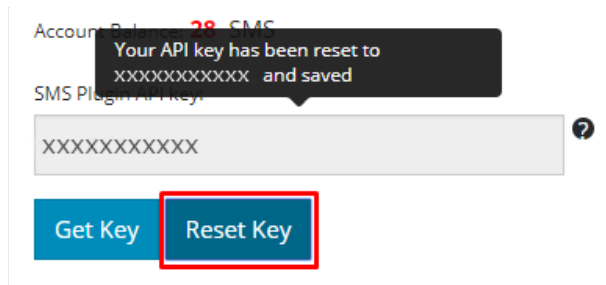 Account Balance: 28 SMS
Your API key has been reset to
xxxxxxxxxxx and saved
SMS Plugin API key:
xxxxxxxxxxx
?
Get Key
Reset Key